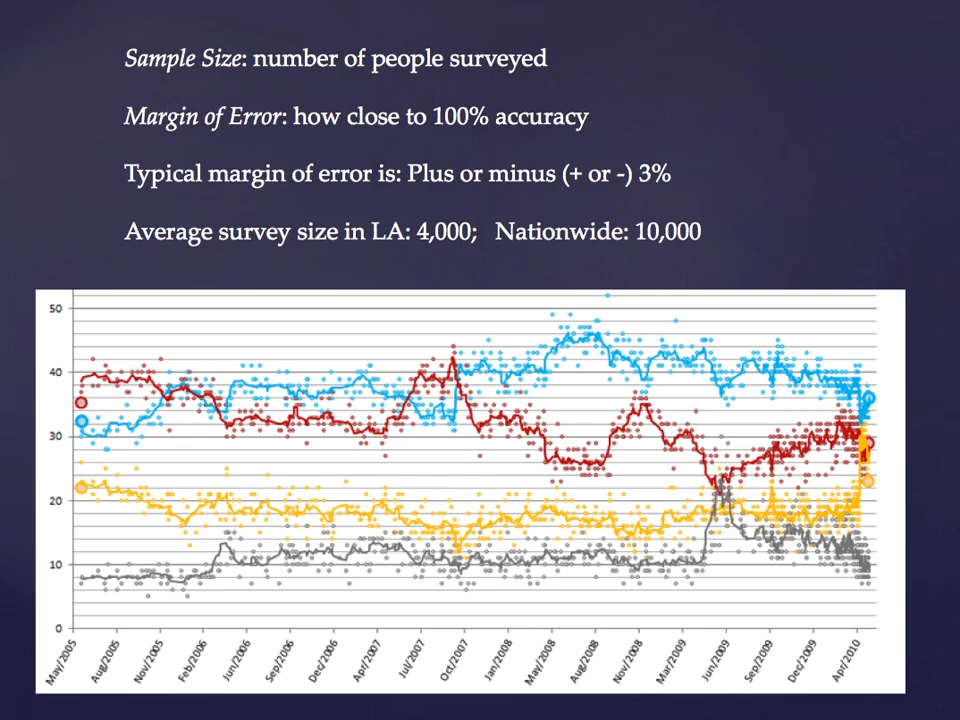 Sample Size: number of people surveyed
Margin of Error: how close to 100% accuracy
Typical margin of error is: Plus or minus (+ or -) 3%
Average survey size in LA: 4,000; Nationwide: 10,000
50
40
30
20
10
0
May/2005
Aug/2005
Nov/2005
Feb/2006
Jun/2006
Sep/2006
Dec/2006
Apr/2007
Jul/2007
Oct/2007
Jan/2008
May/2008
Aug/2008
Nov/2008
Mar/2009
Jun/2009
Sep/2009
Dec/2009
Apr/2010